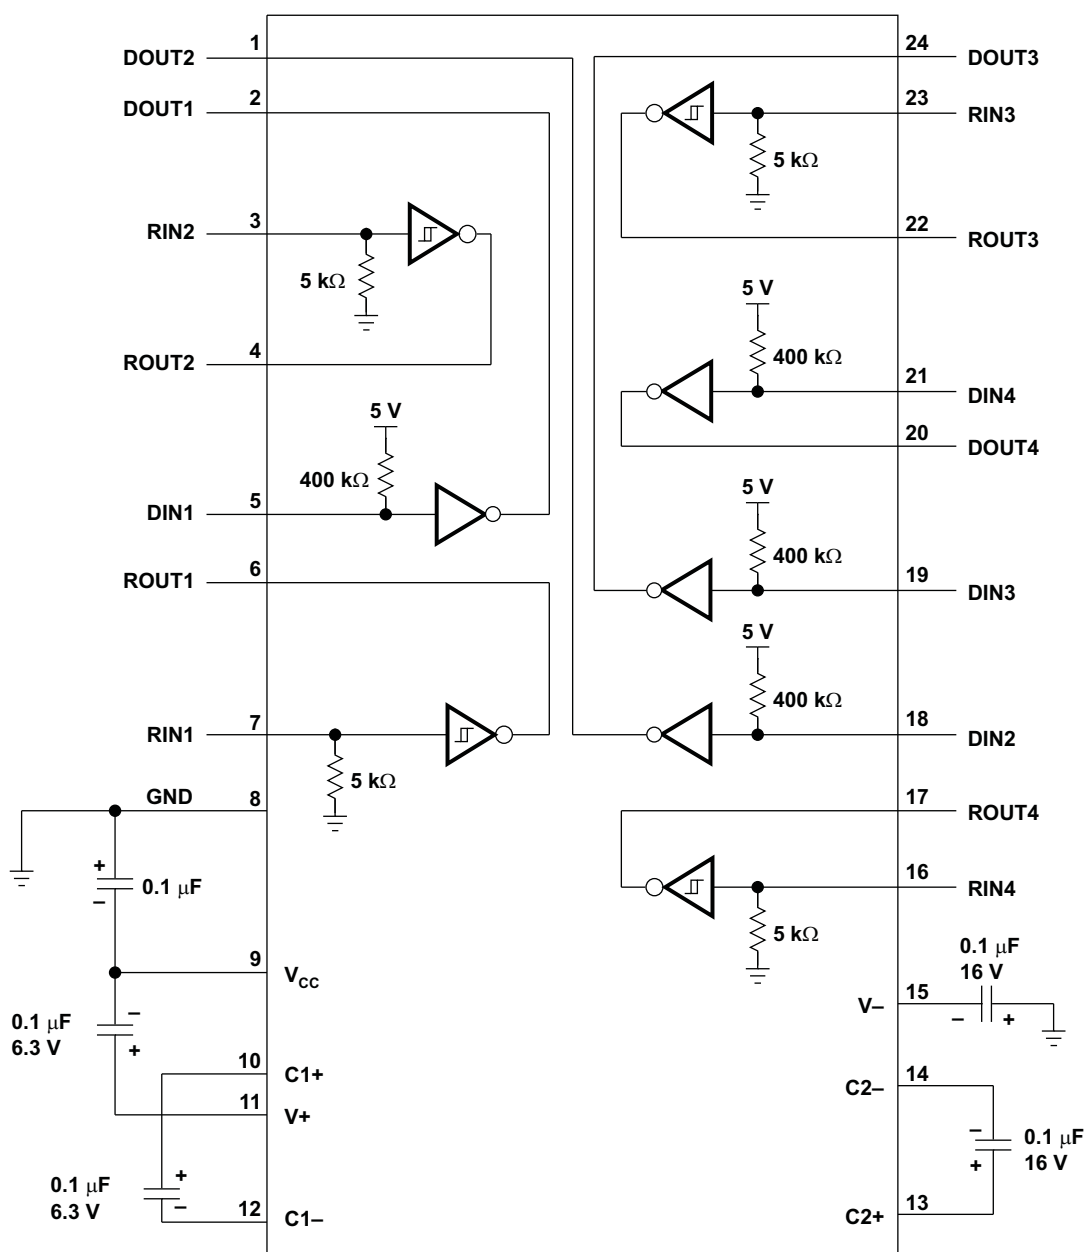 1
DOUT2
2
DOUT1
3
RIN2
5 kΩ
4
ROUT2
5 V
400 kΩ
5
DIN1
6
ROUT1
7
RIN1
5 kΩ
GND
8
+
0.1 μF
–
9
VCC
–
0.1 μF
6.3 V
+
10
C1+
11
V+
+
0.1 μF
6.3 V
–
12
C1–
24
DOUT3
23
RIN3
5 kΩ
22
ROUT3
5 V
400 kΩ
21
DIN4
20
DOUT4
5 V
400 kΩ
19
DIN3
5 V
400 kΩ
18
DIN2
17
ROUT4
16
RIN4
5 kΩ
0.1 μF
16 V
15
V–
– +
14
C2–
–
0.1 μF
16 V
+
13
C2+